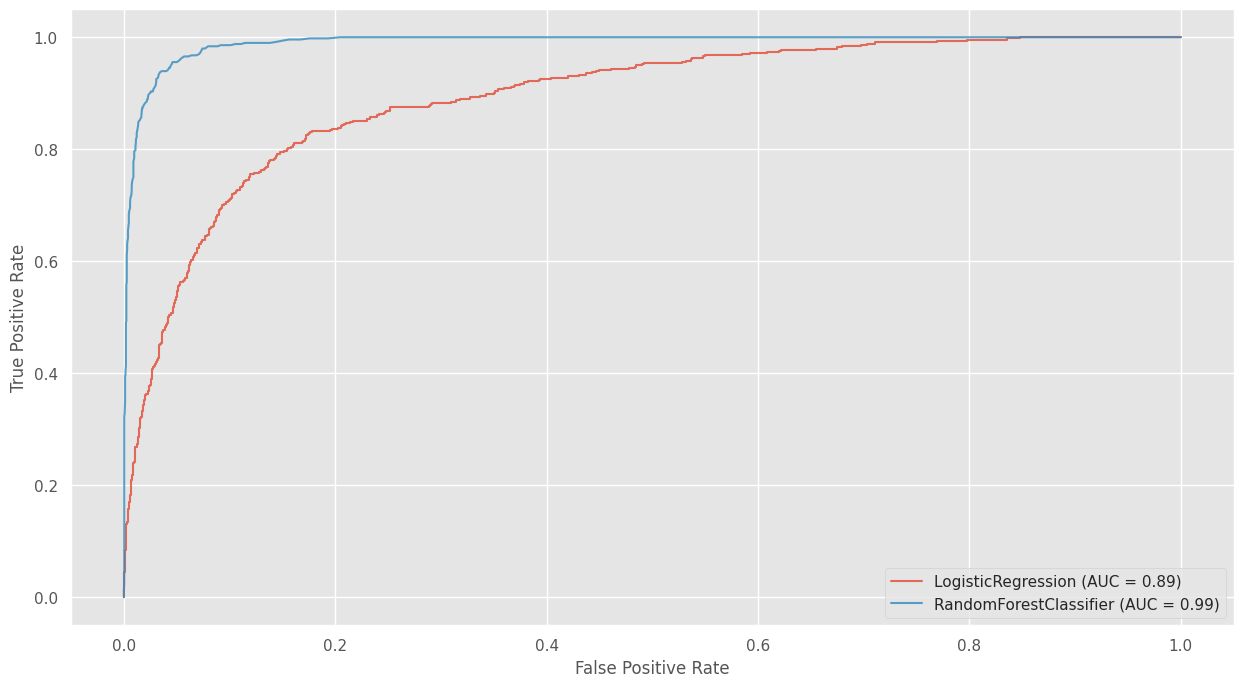 1.0
0.8
0.6
0.4
0.2
0.0
True Positive Rate
LogisticRegression (AUC = 0.89)
RandomForestClassifier (AUC = 0.99)
0.0 0.2 0.4 0.6 0.8 1.0
False Positive Rate